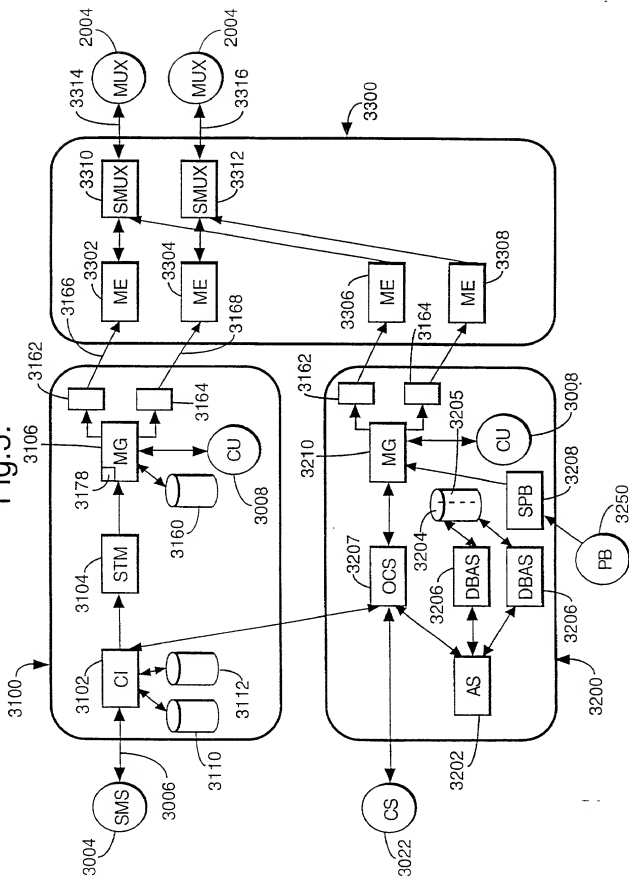 Fig.5.
3100
3004
SMS
3006
3102
CI
3110
3112
3104
STM
3106
3178
MG
3160
CU
3008
3162
3164
3166
3168
3302
ME
3304
ME
3310
SMUX
3312
SMUX
3314
3316
MUX
2004
MUX
2004
3300
3306
ME
ME
3308
3022
CS
3207
OCS
3210
MG
3162
3164
3204
3205
3206
DBAS
DBAS
3206
AS
3202
3200
CU
3008
SPB
3208
PB
3250